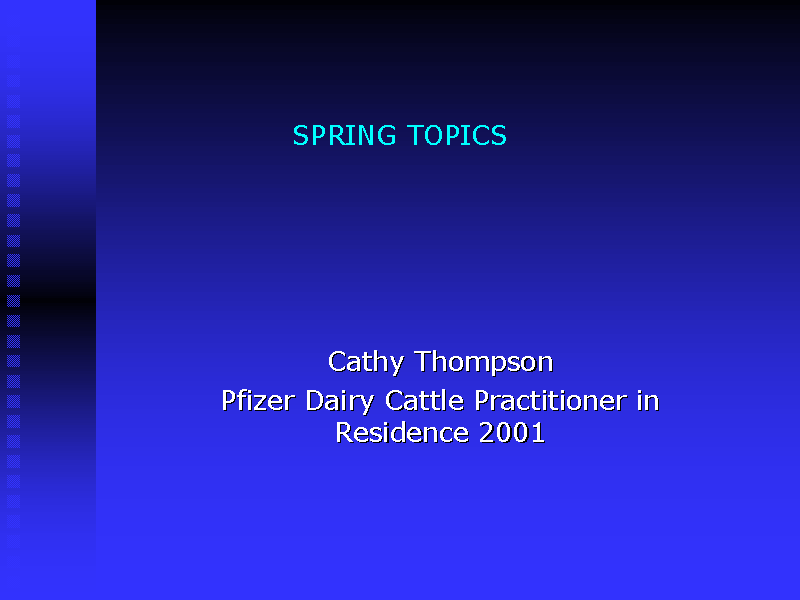 SPRING TOPICS
Cathy Thompson
Pfizer Dairy Cattle Practitioner in
Residence 2001